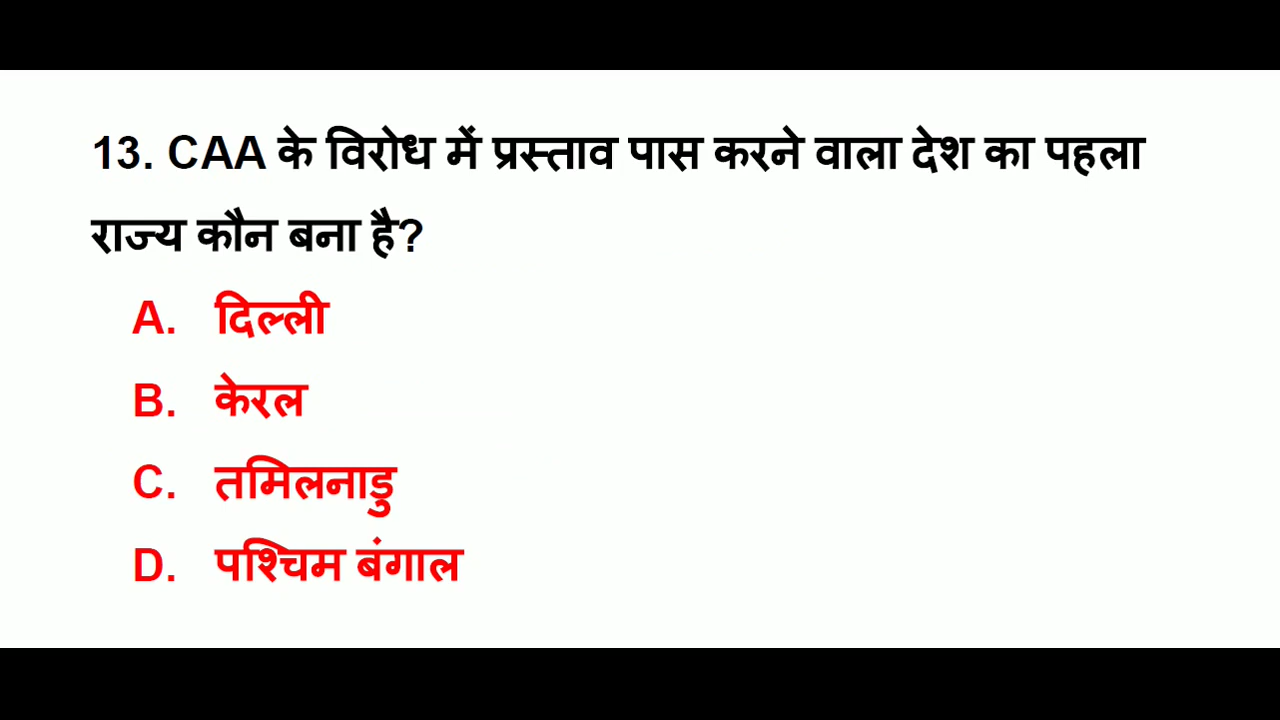 13. CAA के विरोध में प्रस्ताव पास करने वाला देश का पहला
राज्य कौन बना है?
A. दिल्ली
B. केरल
C. तमिलनाडु
D. पश्चिम बंगाल